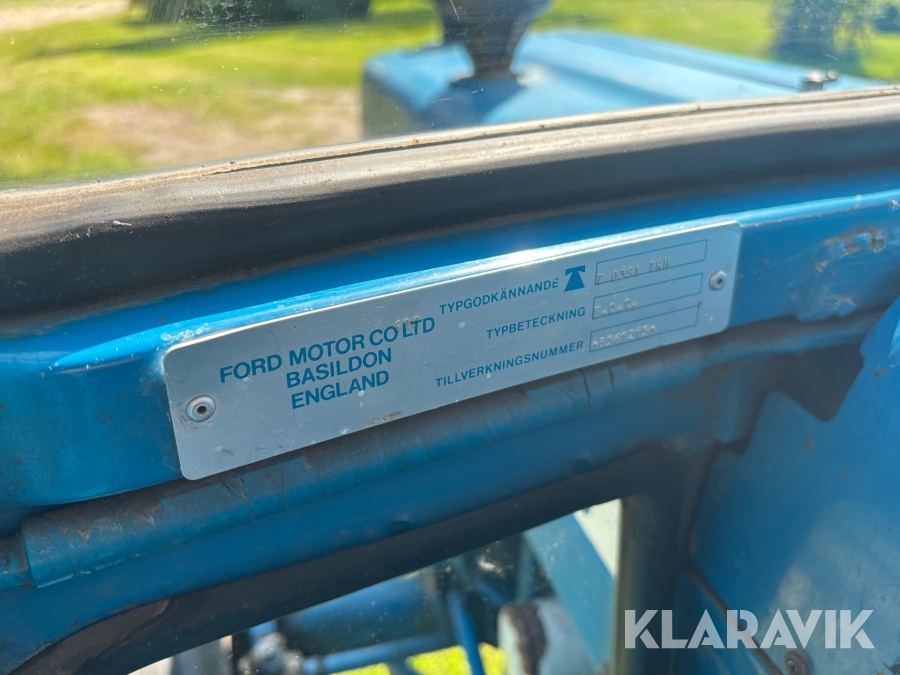 FORD MOTOR CO LTD
BASILDON
ENGLAND
TYPGODKÄNNANDE
TYPBETECKNING
TILLVERKNINGSNUMMER
KLARAVIK